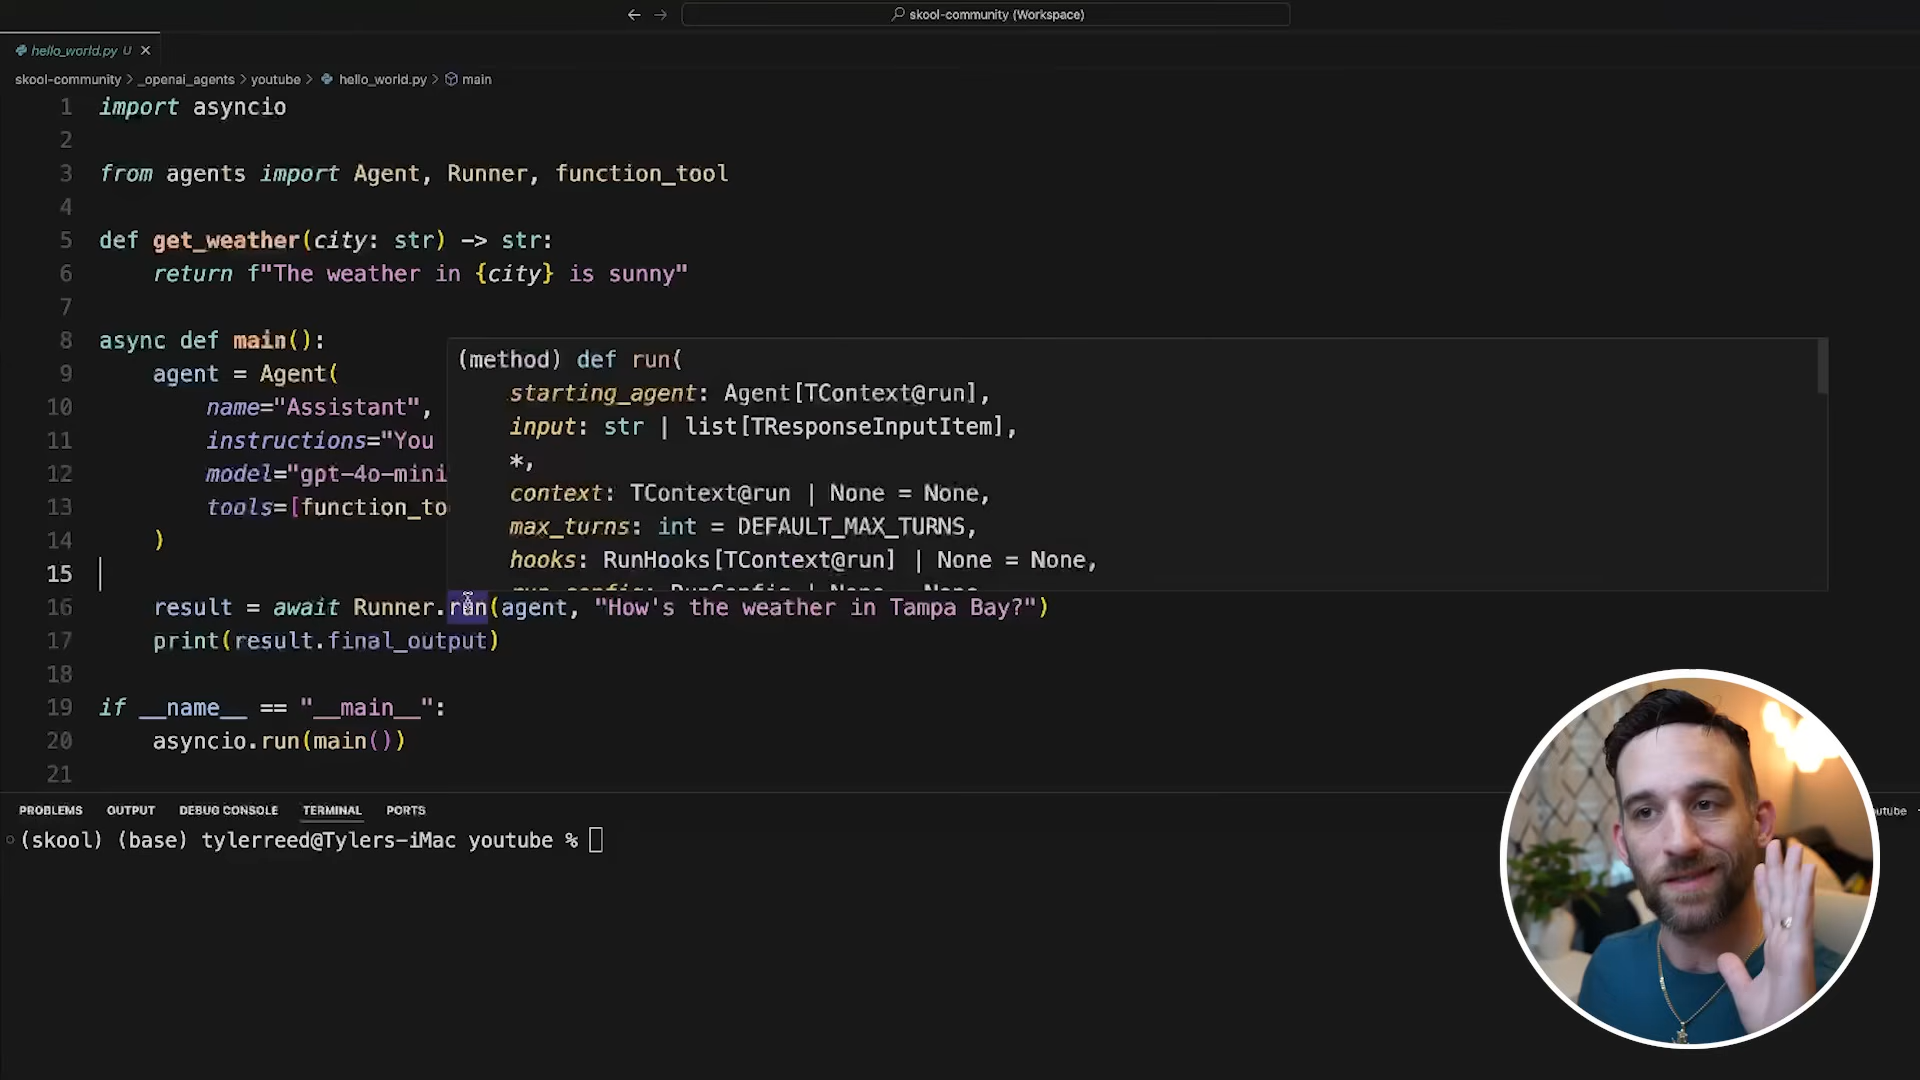 skool-community (Workspace)
hello_world.py U
skool-community > _openai_agents > youtube > hello_world.py > main
1 import asyncio
2
3 from agents import Agent, Runner, function_tool
4
5 def get_weather(city: str) -> str:
6 return f"The weather in {city} is sunny"
7
8 async def main():
9 agent = Agent(
10 name="Assistant",
11 instructions="You
12 model="gpt-4o-mini
13 tools=[function_to
14 )
15
(method) def run(
starting_agent: Agent[TContext@run],
input: str | list[TResponseInputItem],
*,
context: TContext@run | None = None,
max_turns: int = DEFAULT_MAX_TURNS,
hooks: RunHooks[TContext@run] | None = None,
run_config: RunConfig | None = None
16 result = await Runner.run(agent, "How's the weather in Tampa Bay?")
17 print(result.final_output)
18
19 if __name__ == "__main__":
20 asyncio.run(main())
21
PROBLEMS OUTPUT DEBUG CONSOLE TERMINAL PORTS
(skool) (base) tylerreed@Tylers-iMac youtube %